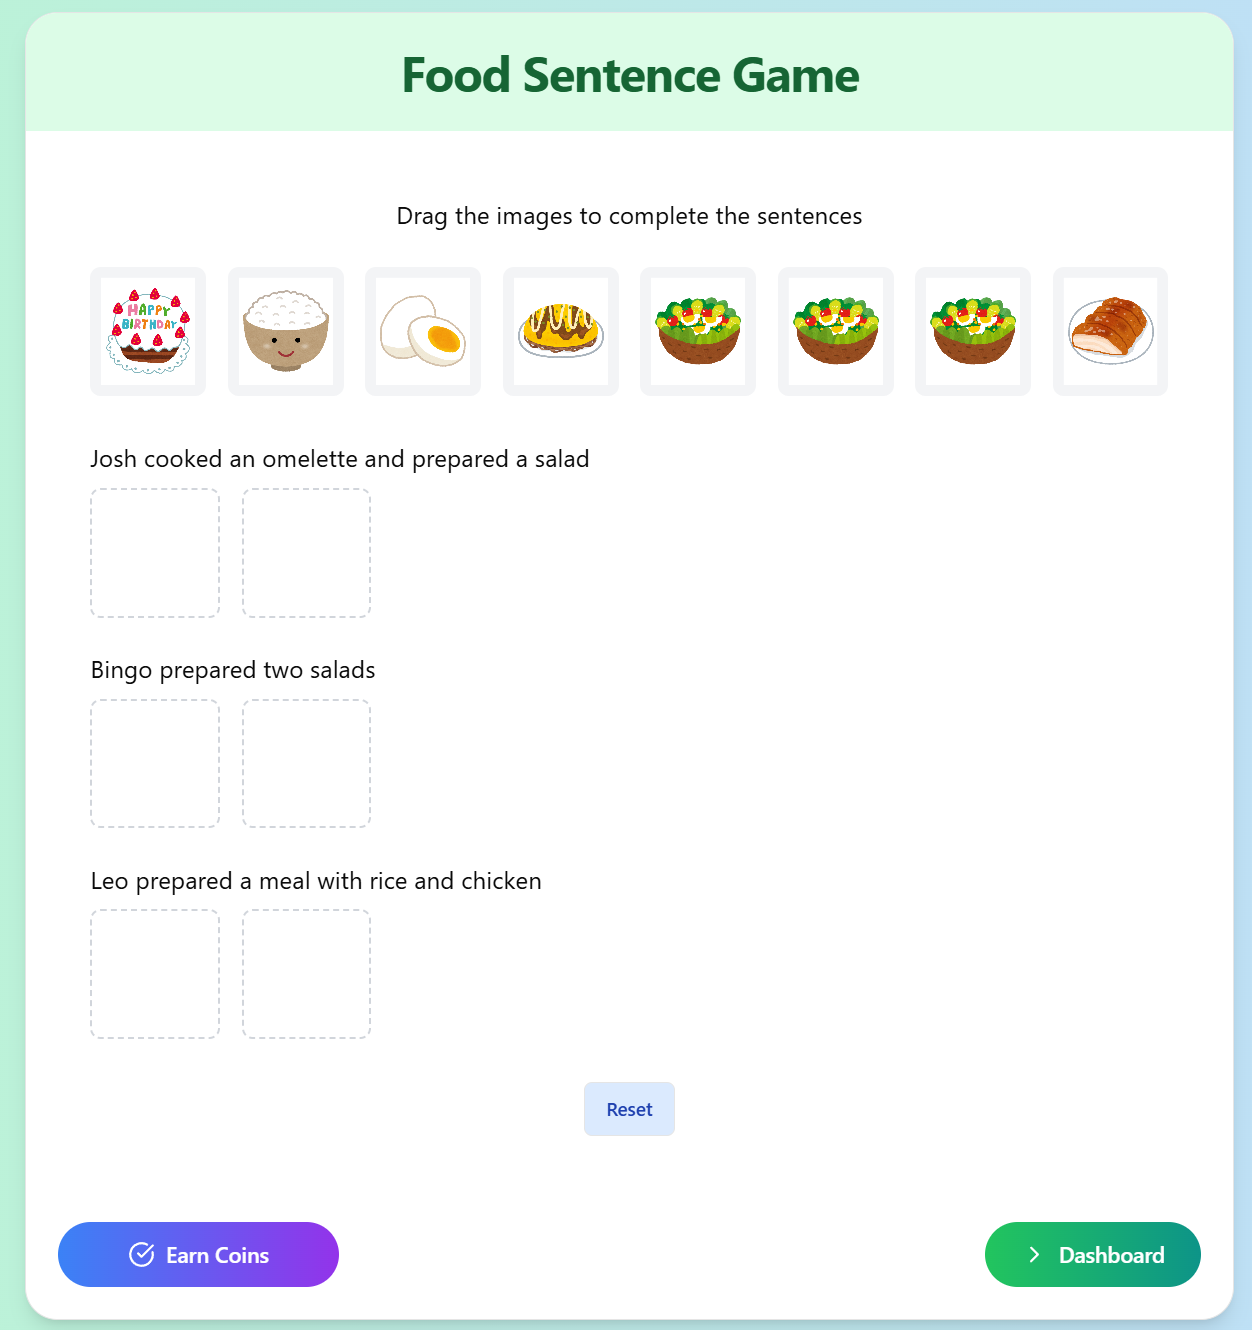 Food Sentence Game
Drag the images to complete the sentences
HAPPY
BIRTHDAY
Josh cooked an omelette and prepared a salad
Bingo prepared two salads
Leo prepared a meal with rice and chicken
Reset
Earn Coins
Dashboard